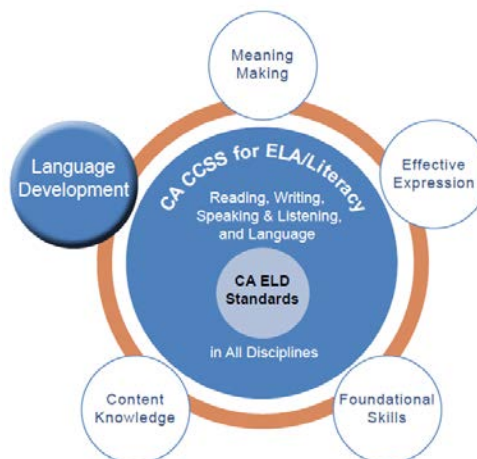 Meaning
Making
Language
Development
Effective
Expression
CA CCSS for ELA/Literacy
Reading, Writing,
Speaking & Listening,
and Language
CA ELD
Standards
in All Disciplines
Content
Knowledge
Foundational
Skills